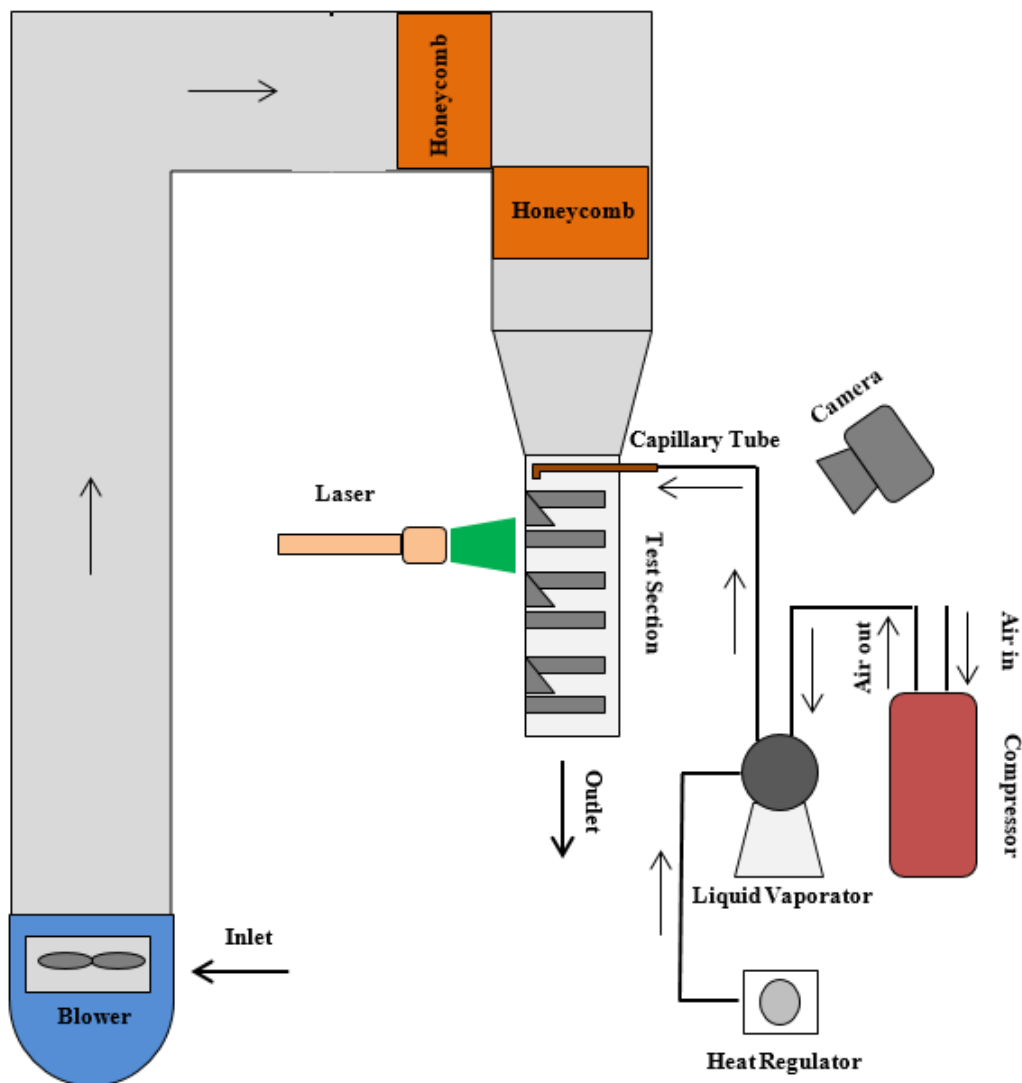 Honeycomb
Honeycomb
Camera
Capillary Tube
Laser
Test Section
Air in
Air out
Outlet
Compressor
Liquid Vaporator
Inlet
Blower
Heat Regulator